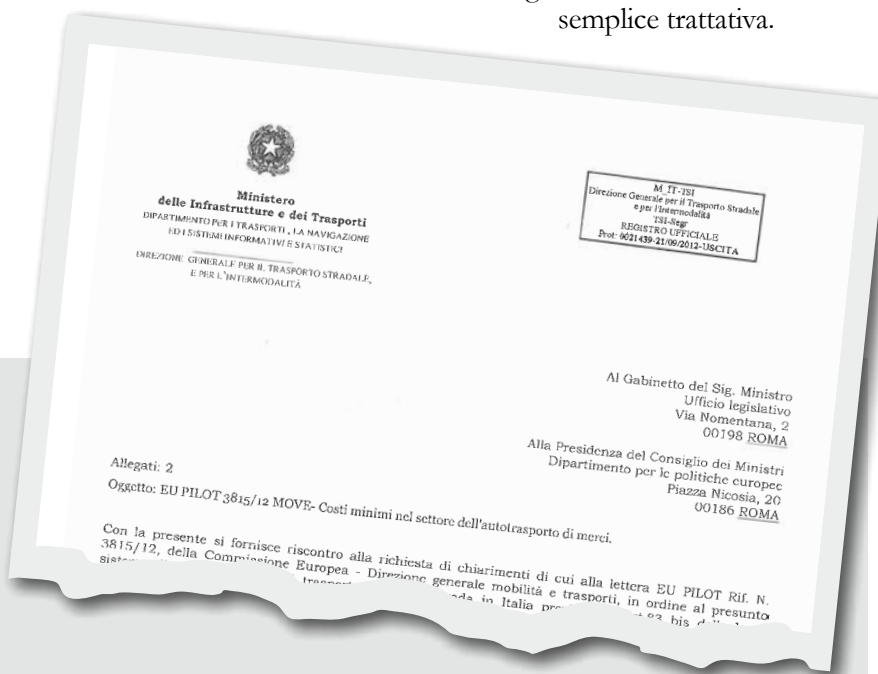 semplice trattativa.
Ministero
delle Infrastrutture e dei Trasporti
DIPARTIMENTO PER I TRASPORTI, LA NAVIGAZIONE
ED I SISTEMI INFORMATIVI E STATISTICI
DIREZIONE GENERALE PER IL TRASPORTO STRADALE,
E PER L'INTERMODALITÀ
M_IT-TSI
Direzione Generale per il Trasporto Stradale
e per l'Intermodalità
TSI-Segr
REGISTRO UFFICIALE
Prot: 0021439-21/09/2012-USCITA
Al Gabinetto del Sig. Ministro
Ufficio legislativo
Via Nomentana, 2
00198 ROMA
Alla Presidenza del Consiglio dei Ministri
Dipartimento per le politiche europee
Piazza Nicosia, 20
00186 ROMA
Allegati: 2
Oggetto: EU PILOT 3815/12 MOVE- Costi minimi nel settore dell'autotrasporto di merci.
Con la presente si fornisce riscontro alla richiesta di chiarimenti di cui alla lettera EU PILOT Rif. N.
3815/12, della Commissione Europea - Direzione generale mobilità e trasporti, in ordine al presunto
in Italia 83 bis